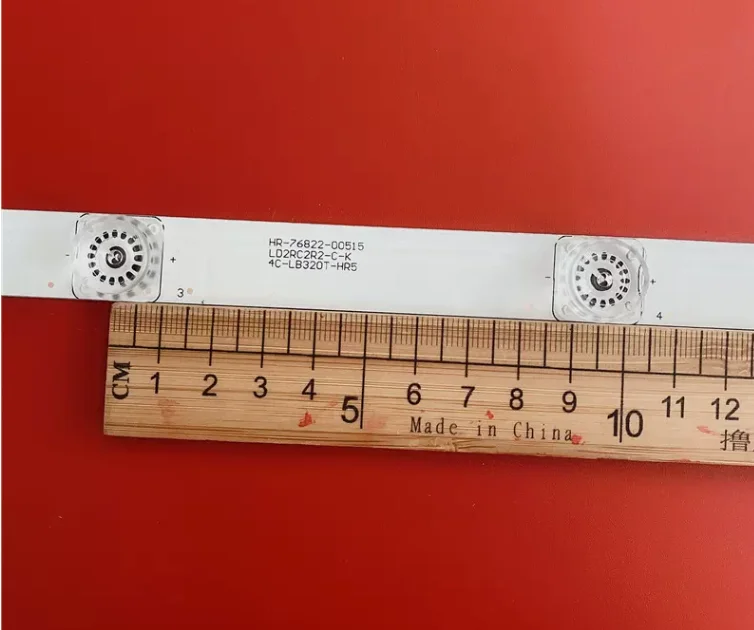 HR-76822-00515
LD2RC2R2-C-K
4C-LB320T-HR5
- + 3
- + 4
CM 1 2 3 4 5 6 7 8 9 10 11 12
Made in China
撸